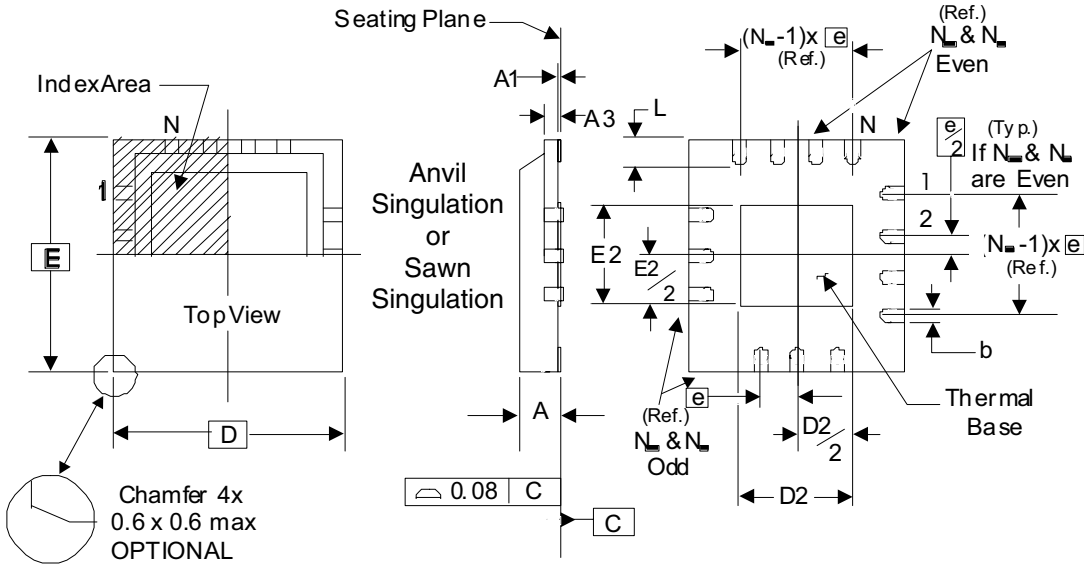 Seating Plane
(Ref.)
(N -1)x e
(Ref.)
N & N
Even
IndexArea
A1
A3
L
N
N
e/2
(Typ.)
If N & N
are Even
1
1
2
Anvil
Singulation
or
Sawn
Singulation
E
E2
E2/2
(N -1)x e
(Ref.)
Top View
b
A
e
(Ref.)
N & N
Odd
D2/2
Thermal
Base
D
D2
0.08 C
C
Chamfer 4x
0.6 x 0.6 max
OPTIONAL